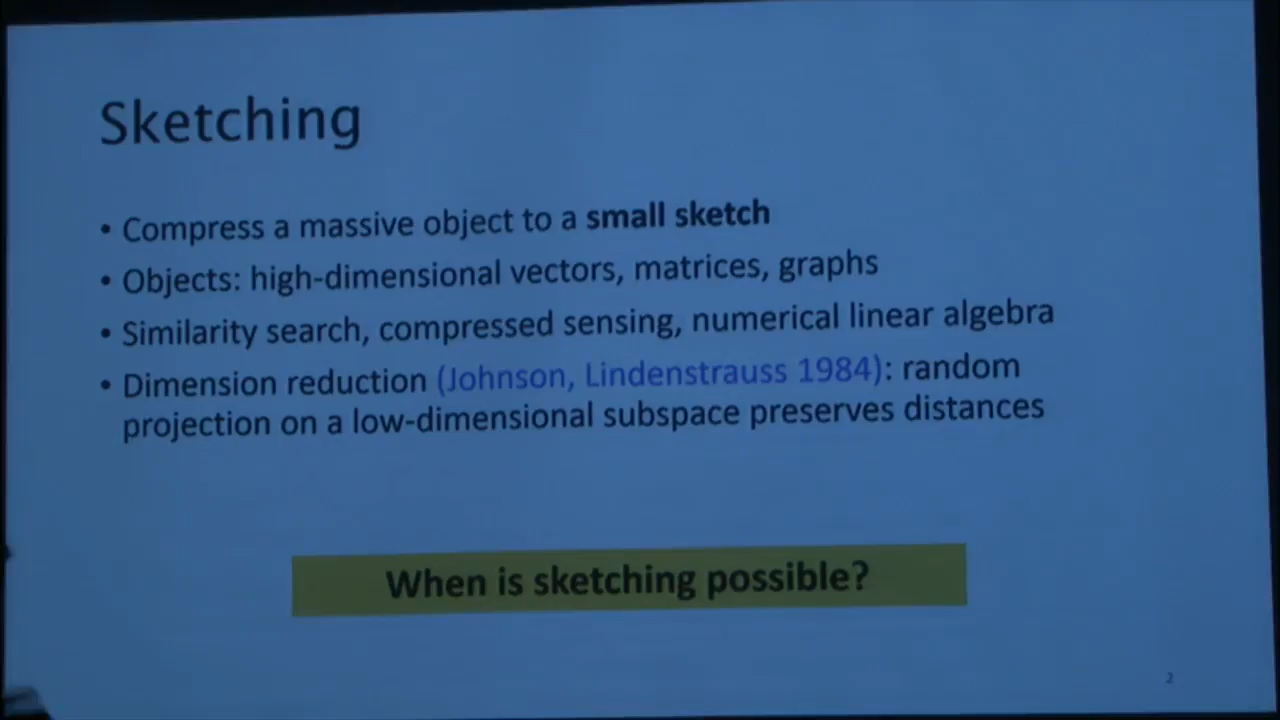 Sketching
• Compress a massive object to a small sketch
• Objects: high-dimensional vectors, matrices, graphs
• Similarity search, compressed sensing, numerical linear algebra
• Dimension reduction (Johnson, Lindenstrauss 1984): random
projection on a low-dimensional subspace preserves distances
When is sketching possible?
2